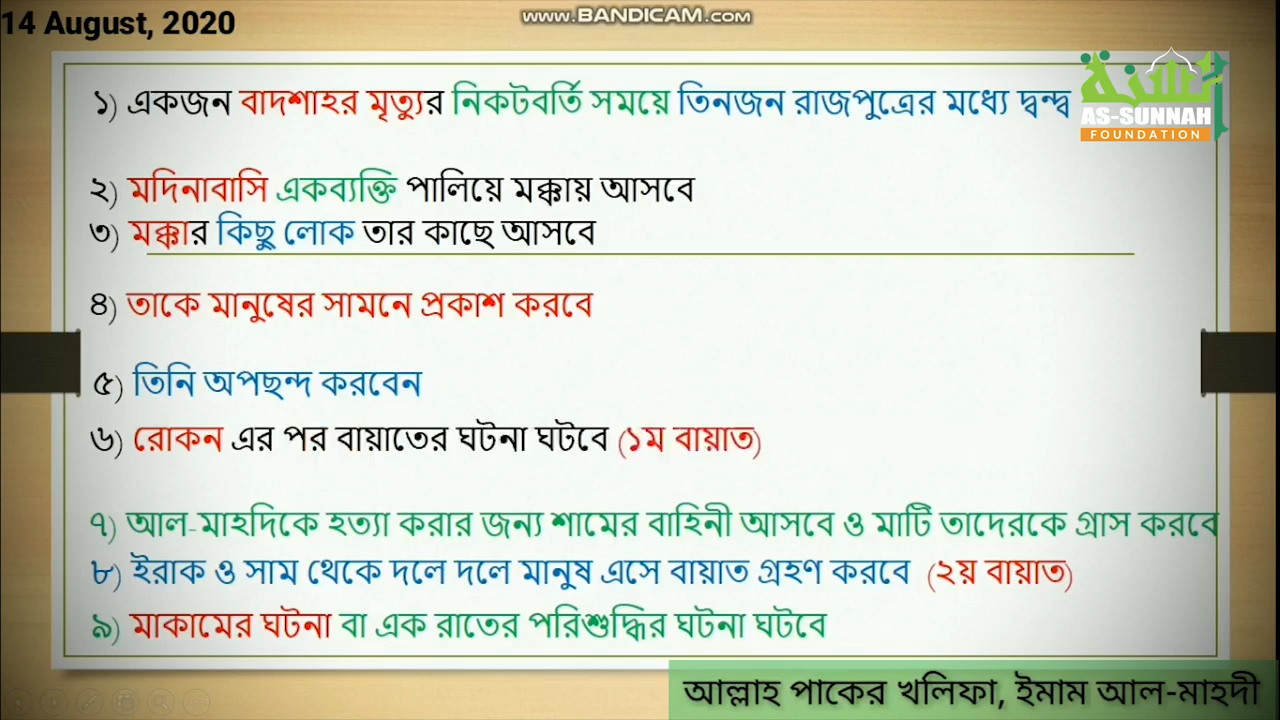 14 August, 2020
www.BANDICAM.com
১) একজন বাদশাহর মৃত্যুর নিকটবর্তি সময়ে তিনজন রাজপুত্রের মধ্যে দ্বন্দ্ব
AS-SUNNAH
FOUNDATION
২) মদিনাবাসি একব্যক্তি পালিয়ে মক্কায় আসবে
৩) মক্কার কিছু লোক তার কাছে আসবে
৪) তাকে মানুষের সামনে প্রকাশ করবে
৫) তিনি অপছন্দ করবেন
৬) রোকন এর পর বায়াতের ঘটনা ঘটবে (১ম বায়াত)
৭) আল-মাহদিকে হত্যা করার জন্য শামের বাহিনী আসবে ও মাটি তাদেরকে গ্রাস করবে
৮) ইরাক ও সাম থেকে দলে দলে মানুষ এসে বায়াত গ্রহণ করবে (২য় বায়াত)
৯) মাকামের ঘটনা বা এক রাতের পরিশুদ্ধির ঘটনা ঘটবে
আল্লাহ পাকের খলিফা, ইমাম আল-মাহদী